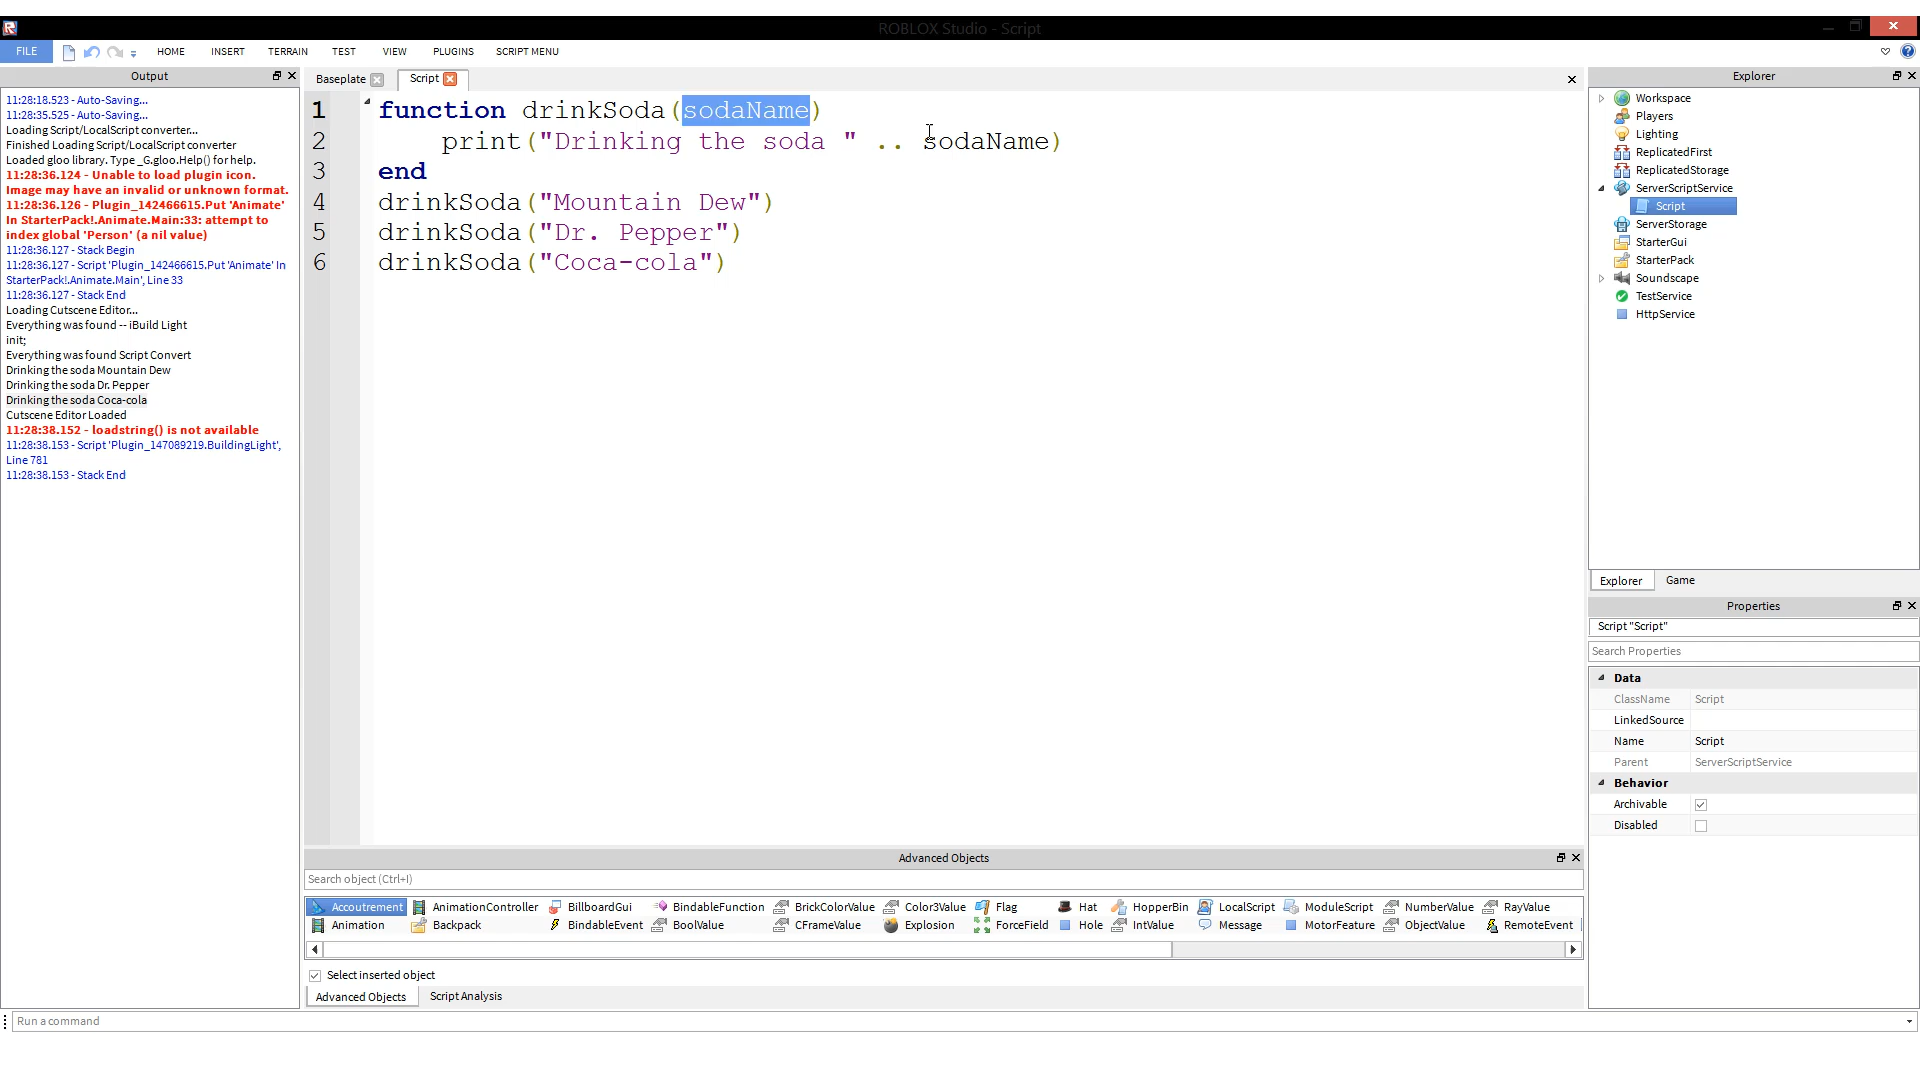 ROBLOX Studio - Script
FILE HOME INSERT TERRAIN TEST VIEW PLUGINS SCRIPT MENU
Output
11:28:18.523 - Auto-Saving...
11:28:35.525 - Auto-Saving...
Loading Script/LocalScript converter...
Finished Loading Script/LocalScript converter
Loaded gloo library. Type _G.gloo.Help() for help.
11:28:36.124 - Unable to load plugin icon.
Image may have an invalid or unknown format.
11:28:36.126 - Plugin_142466615.Put 'Animate'
In StarterPack!.Animate.Main:33: attempt to
index global 'Person' (a nil value)
11:28:36.127 - Stack Begin
11:28:36.127 - Script 'Plugin_142466615.Put 'Animate' In
StarterPack!.Animate.Main', Line 33
11:28:36.127 - Stack End
Loading Cutscene Editor...
Everything was found -- iBuild Light
init;
Everything was found Script Convert
Drinking the soda Mountain Dew
Drinking the soda Dr. Pepper
Drinking the soda Coca-cola
Cutscene Editor Loaded
11:28:38.152 - loadstring() is not available
11:28:38.153 - Script 'Plugin_147089219.BuildingLight',
Line 781
11:28:38.153 - Stack End
Baseplate Script
1 function drinkSoda(sodaName)
2 print("Drinking the soda " .. sodaName)
3 end
4 drinkSoda("Mountain Dew")
5 drinkSoda("Dr. Pepper")
6 drinkSoda("Coca-cola")
Advanced Objects
Search object (Ctrl+I)
Accoutrement AnimationController BillboardGui BindableFunction BrickColorValue Color3Value Flag Hat HopperBin LocalScript ModuleScript NumberValue RayValue
Animation Backpack BindableEvent BoolValue CFrameValue Explosion ForceField Hole IntValue Message MotorFeature ObjectValue RemoteEvent
Select inserted object
Advanced Objects Script Analysis
Explorer
Workspace
Players
Lighting
ReplicatedFirst
ReplicatedStorage
ServerScriptService
Script
ServerStorage
StarterGui
StarterPack
Soundscape
TestService
HttpService
Explorer Game
Properties
Script "Script"
Search Properties
Data
ClassName Script
LinkedSource
Name Script
Parent ServerScriptService
Behavior
Archivable
Disabled
Run a command